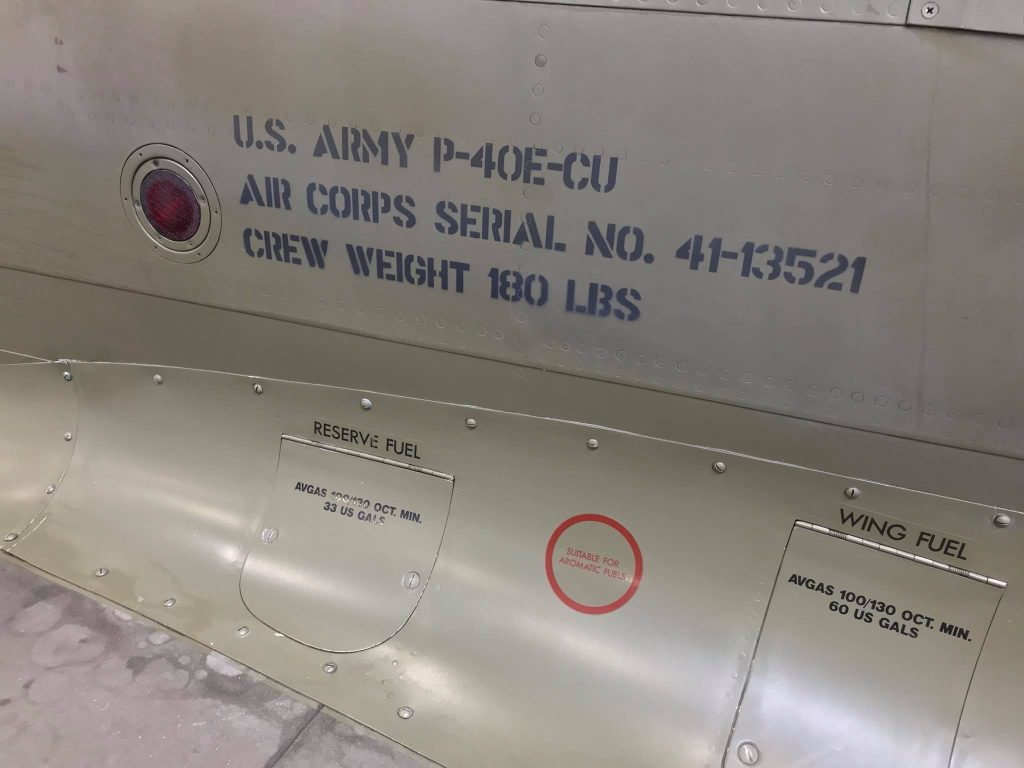 U.S. ARMY P-40E-CU
AIR CORPS SERIAL NO. 41-13521
CREW WEIGHT 180 LBS
RESERVE FUEL
AVGAS 100/130 OCT. MIN.
33 US GALS
SUITABLE FOR
AROMATIC FUELS
WING FUEL
AVGAS 100/130 OCT. MIN.
60 US GALS